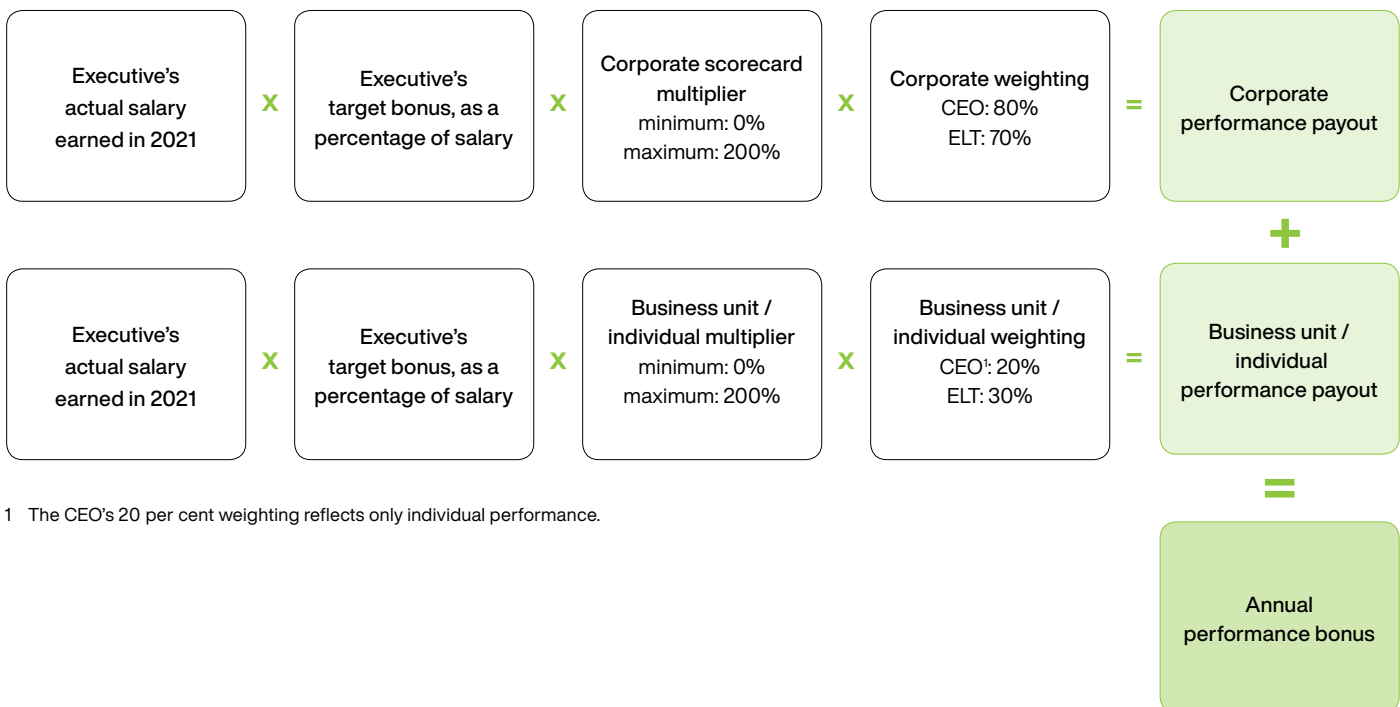 Executive's
actual salary
earned in 2021
x
Executive's
target bonus, as a
percentage of salary
x
Corporate scorecard
multiplier
minimum: 0%
maximum: 200%
x
Corporate weighting
CEO: 80%
ELT: 70%
=
Corporate
performance payout
+
Executive's
actual salary
earned in 2021
x
Executive's
target bonus, as a
percentage of salary
x
Business unit /
individual multiplier
minimum: 0%
maximum: 200%
x
Business unit /
individual weighting
CEO¹: 20%
ELT: 30%
=
Business unit /
individual
performance payout
=
Annual
performance bonus
1 The CEO's 20 per cent weighting reflects only individual performance.